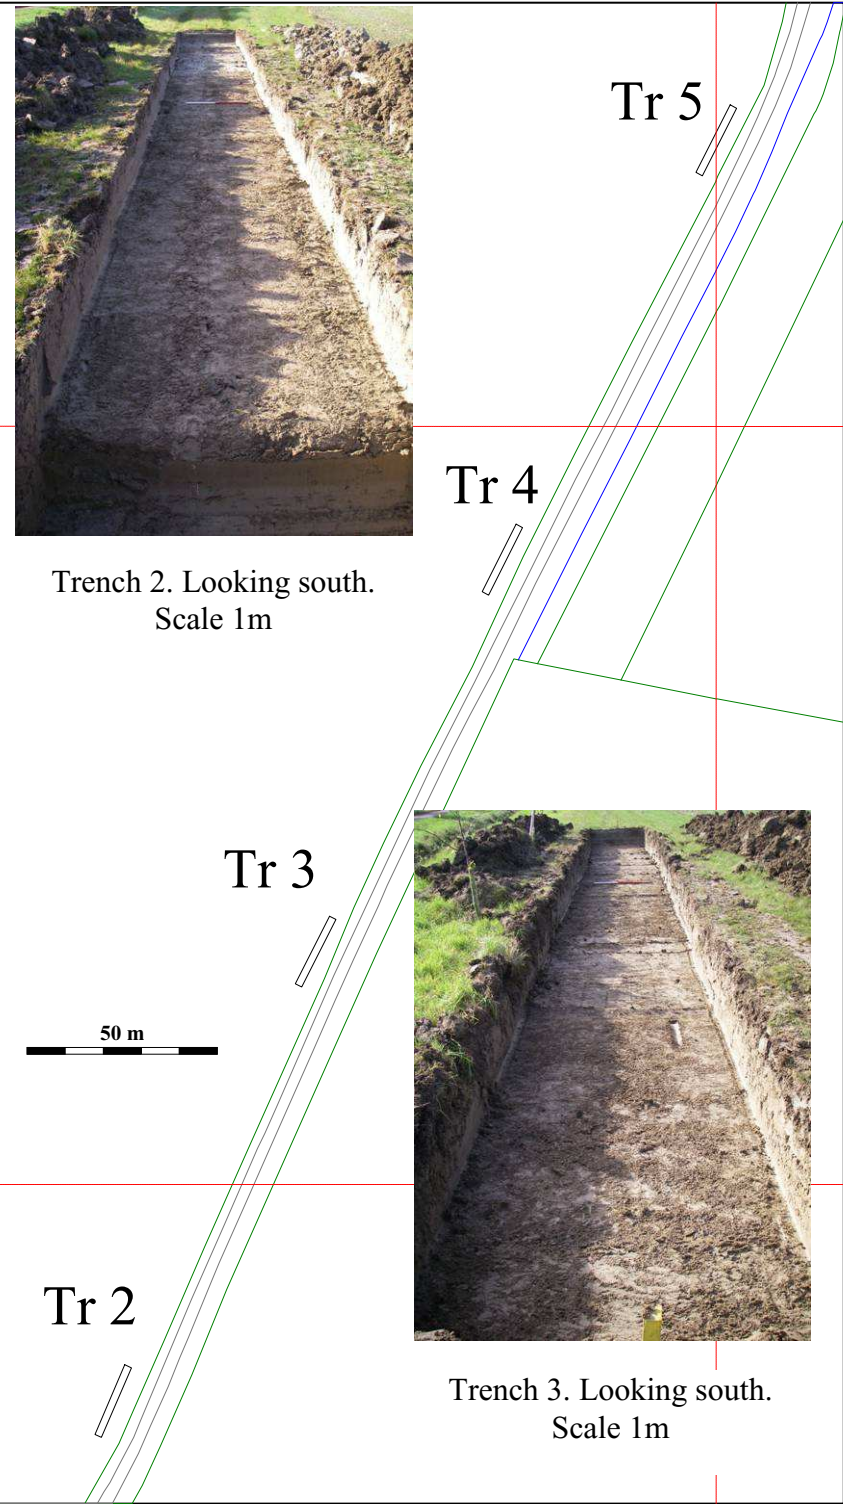 Tr 5
Tr 4
Trench 2. Looking south.
Scale 1m
Tr 3
50 m
Tr 2
Trench 3. Looking south.
Scale 1m